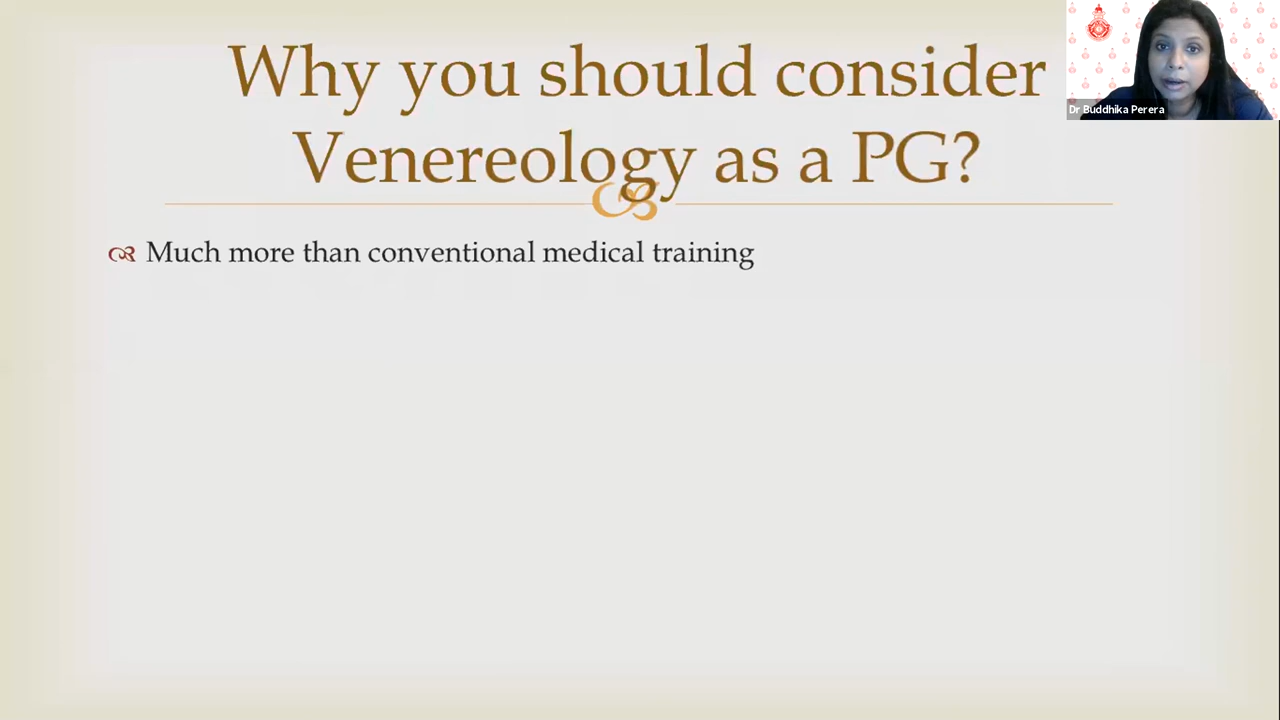 Why you should consider
Venereology as a PG?
Much more than conventional medical training
Dr Buddhika Perera